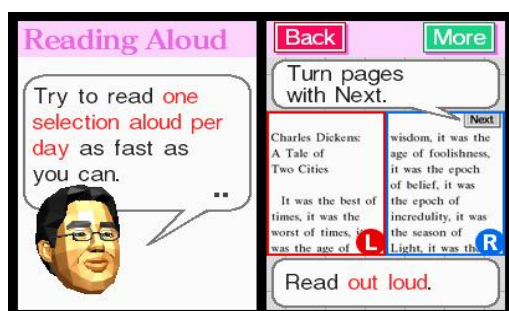 Reading Aloud
Try to read one
selection aloud per
day as fast as
you can.
Back
More
Turn pages
with Next.
Next
Charles Dickens:
A Tale of
Two Cities
It was the best of
times, it was the
worst of times,
was the age of
L
wisdom, it was the
age of foolishness,
it was the epoch
of belief, it was
the epoch of
incredulity, it was
the season of
Light, it was
R
Read out loud.